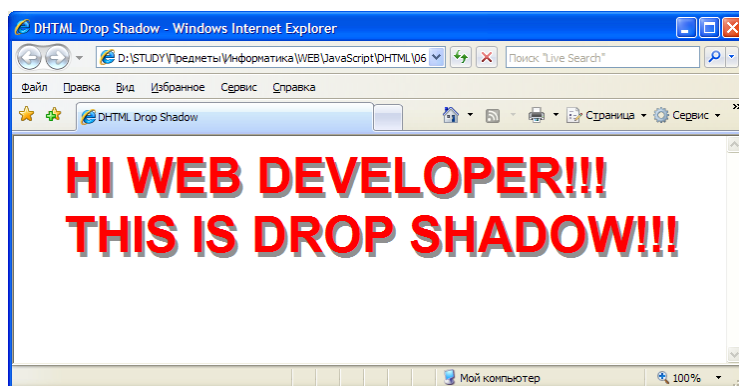 DHTML Drop Shadow - Windows Internet Explorer
D:\STUDY\Предметы\Информатика\WEB\JavaScript\DHTML\06
Поиск "Live Search"
Файл Правка Вид Избранное Сервис Справка
DHTML Drop Shadow
Страница Сервис
HI WEB DEVELOPER!!!
THIS IS DROP SHADOW!!!
Мой компьютер 100%